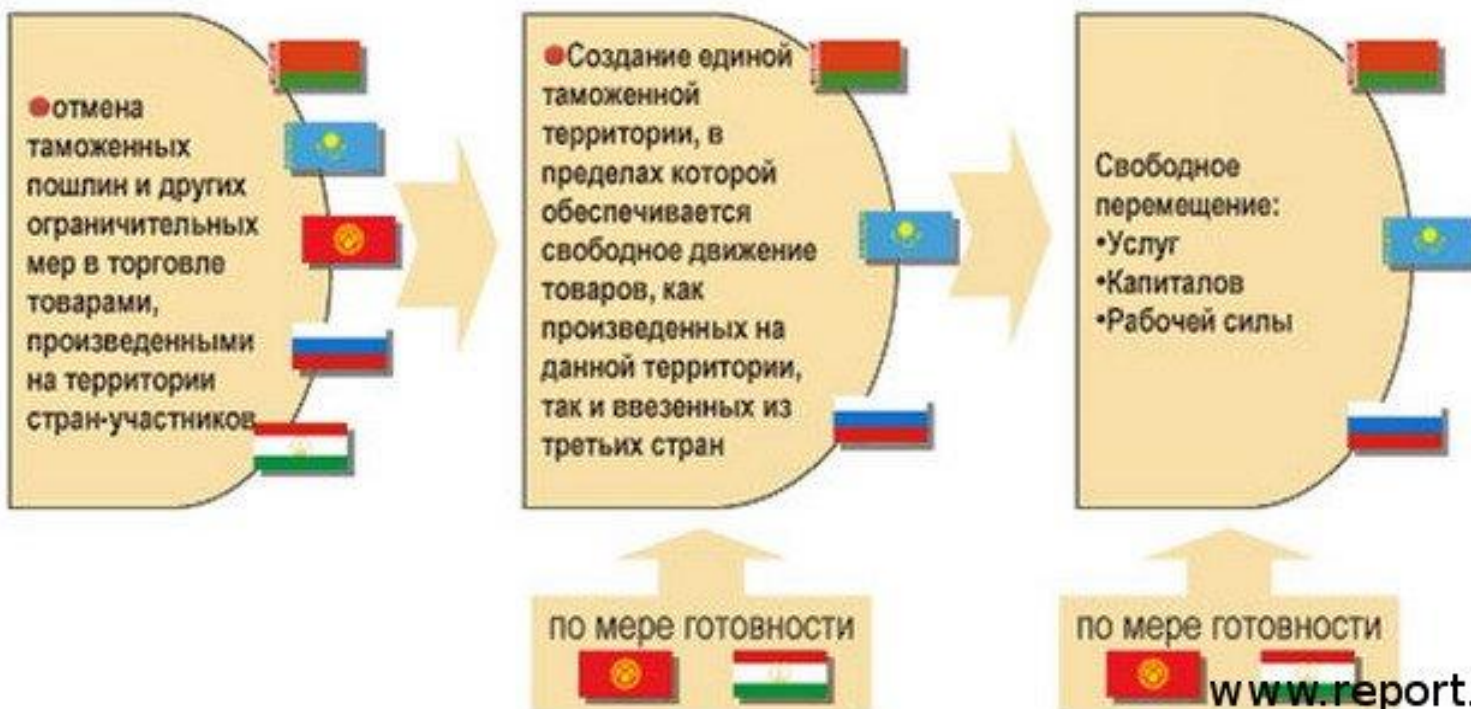 ●отмена
таможенных
пошлин и других
ограничительных
мер в торговле
товарами,
произведенными
на территории
стран-участников
●Создание единой
таможенной
территории, в
пределах которой
обеспечивается
свободное движение
товаров, как
произведенных на
данной территории,
так и ввезенных из
третьих стран
Свободное
перемещение:
•Услуг
•Капиталов
•Рабочей силы
по мере готовности
по мере готовности
www.report.